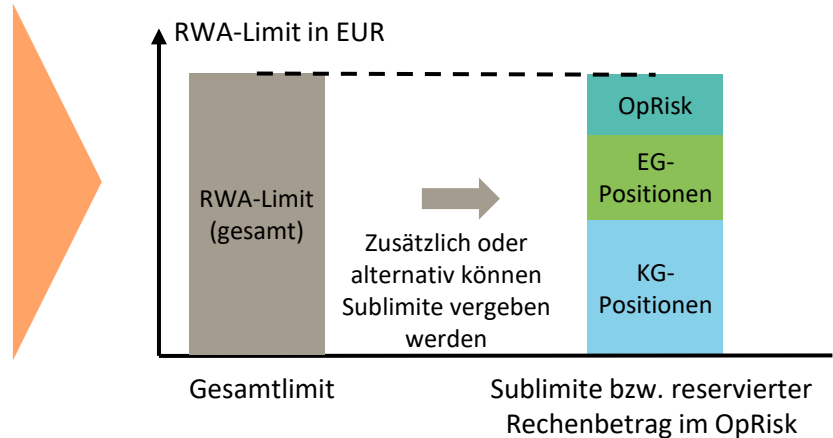 RWA-Limit in EUR
RWA-Limit
(gesamt)
Zusätzlich oder
alternativ können
Sublimite vergeben
werden
OpRisk
EG-
Positionen
KG-
Positionen
Gesamtlimit
Sublimite bzw. reservierter
Rechenbetrag im OpRisk